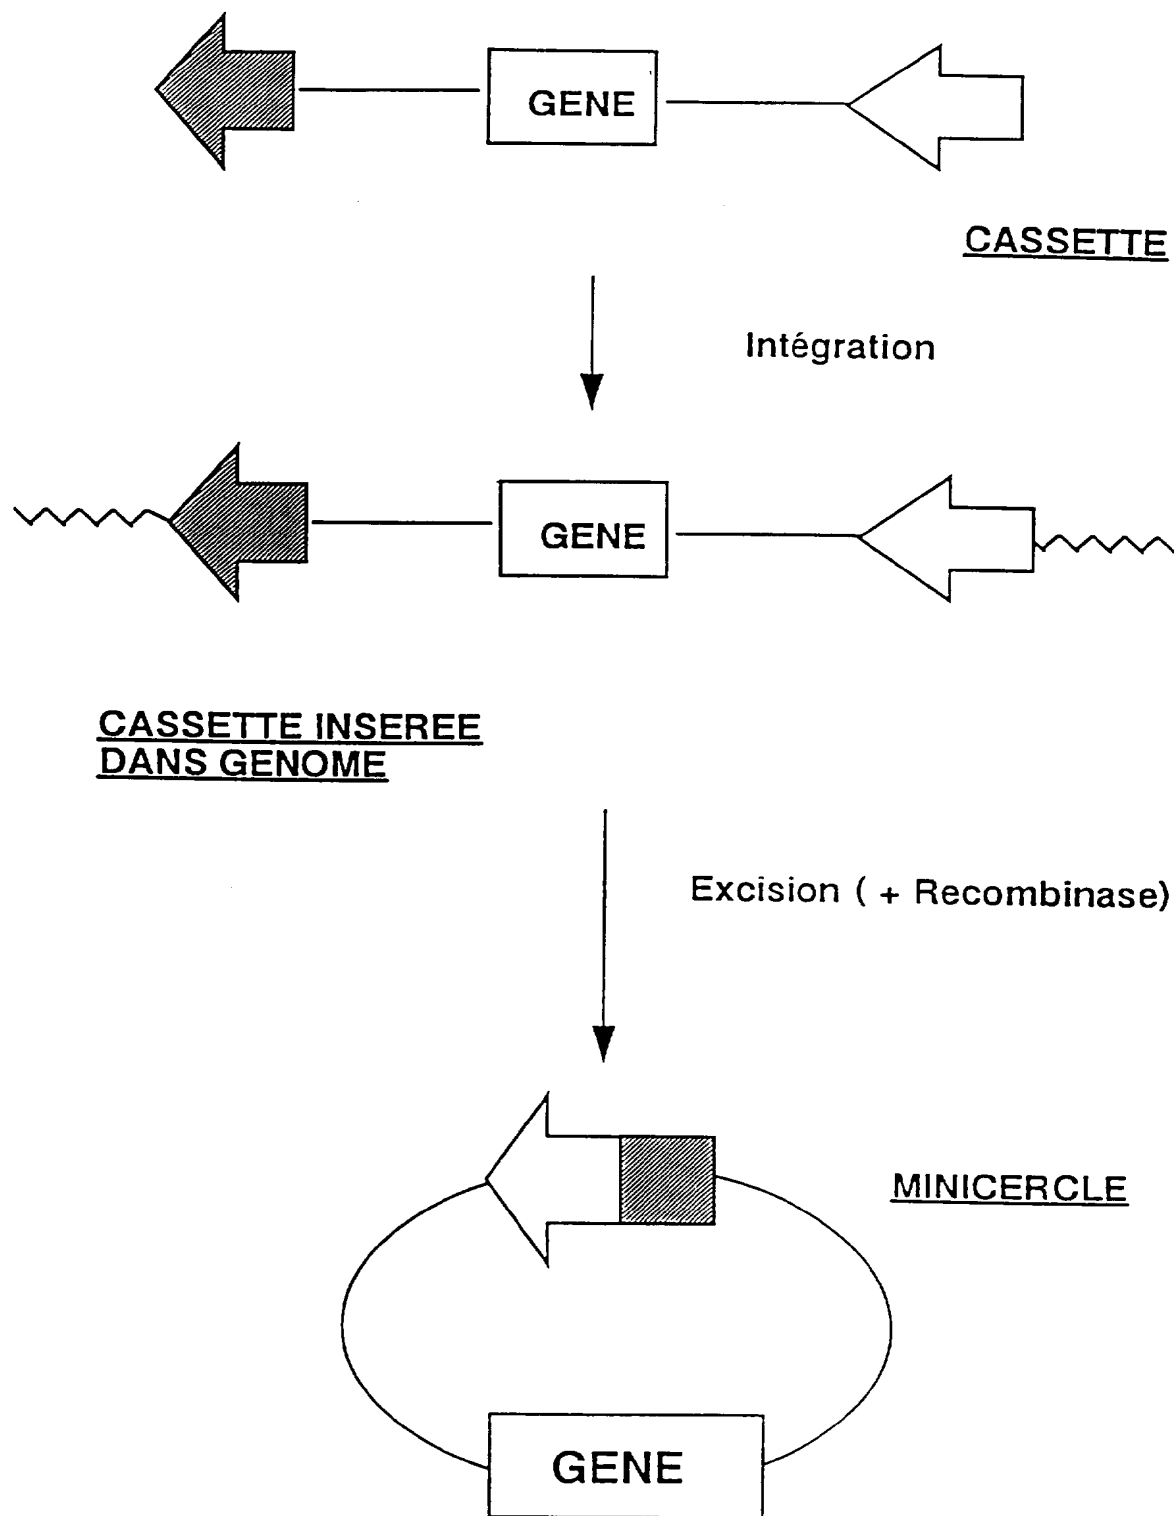 GENE
CASSETTE
Intégration
GENE
CASSETTE INSEREE
DANS GENOME
Excision ( + Recombinase)
MINICERCLE
GENE